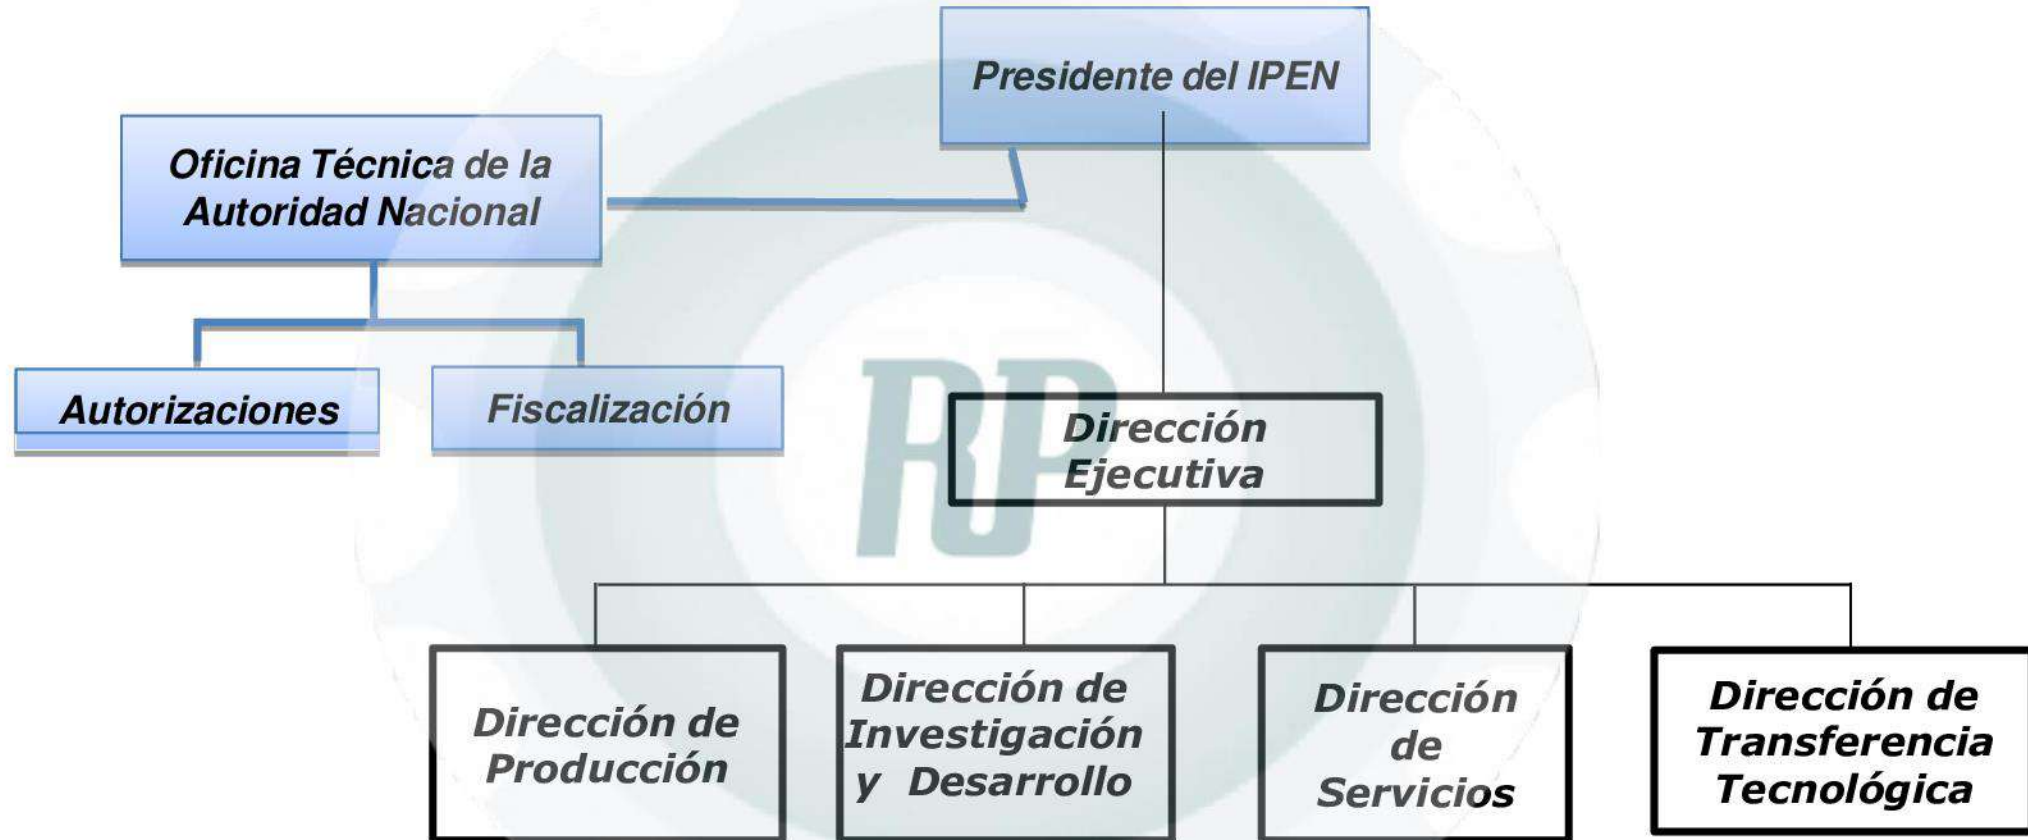 Presidente del IPEN
Oficina Técnica de la
Autoridad Nacional
Autorizaciones
Fiscalización
RP
Dirección
Ejecutiva
Dirección de
Producción
Dirección de
Investigación
y Desarrollo
Dirección
de
Servicios
Dirección de
Transferencia
Tecnológica